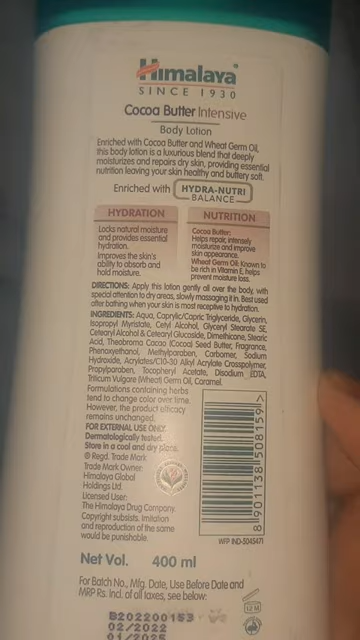 Himalaya
SINCE 1930
Cocoa Butter Intensive
Body Lotion
Enriched with Cocoa Butter and Wheat Germ Oil,
this body lotion is a luxurious blend that deeply
moisturizes and repairs dry skin, providing essential
nutrition leaving your skin healthy and buttery soft.
Enriched with HYDRA-NUTRI
BALANCE
HYDRATION
Locks natural moisture
and provides essential
hydration.
Improves the skin's
ability to absorb and
hold moisture.
NUTRITION
Cocoa Butter:
Helps repair, intensely
moisturize and improve
skin appearance.
Wheat Germ Oil: Known to
be rich in Vitamin E, helps
prevent moisture loss.
DIRECTIONS: Apply this lotion gently all over the body, with
special attention to dry areas, slowly massaging it in. Best used
after bathing when your skin is most receptive to hydration.
INGREDIENTS: Aqua, Caprylic/Capric Triglyceride, Glycerin,
Isopropyl Myristate, Cetyl Alcohol, Glyceryl Stearate SE,
Cetearyl Alcohol & Cetearyl Glucoside, Dimethicone, Stearic
Acid, Theobroma Cacao (Cocoa) Seed Butter, Fragrance,
Phenoxyethanol, Methylparaben, Carbomer, Sodium
Hydroxide, Acrylates/C10-30 Alkyl Acrylate Crosspolymer,
Propylparaben, Tocopheryl Acetate, Disodium EDTA,
Triticum Vulgare (Wheat) Germ Oil, Caramel.
Formulations containing herbs
tend to change color over time.
However, the product efficacy
remains unchanged.
FOR EXTERNAL USE ONLY.
Dermatologically tested.
Store in a cool and dry place.
® Regd. Trade Mark
Trade Mark Owner:
Himalaya Global
Holdings Ltd.
Licensed User:
The Himalaya Drug Company.
Copyright subsists. Imitation
and reproduction of the same
would be punishable.
8 901138 508159 >
WFP IND-5045471
Net Vol. 400 ml
For Batch No., Mfg. Date, Use Before Date and
MRP Rs. incl. of all taxes, see below:
12 M
B202200153
02/2022
01/2025